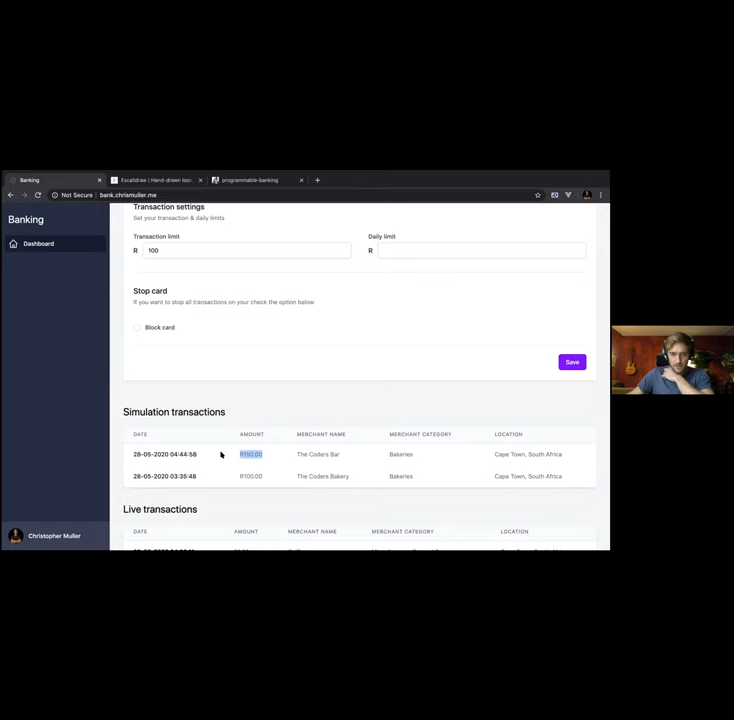 Banking
Excalidraw | Hand-drawn look
programmable-banking
Not Secure | bank.chrismuller.me
Banking
Dashboard
Transaction settings
Set your transaction & daily limits
Transaction limit
Daily limit
R 100
R
Stop card
If you want to stop all transactions on your check the option below
Block card
Save
Simulation transactions
DATE AMOUNT MERCHANT NAME MERCHANT CATEGORY LOCATION
28-05-2020 04:44:58 R150.00 The Coders Bar Bakeries Cape Town, South Africa
28-05-2020 03:35:48 R100.00 The Coders Bakery Bakeries Cape Town, South Africa
Live transactions
DATE AMOUNT MERCHANT NAME MERCHANT CATEGORY LOCATION
Christopher Muller